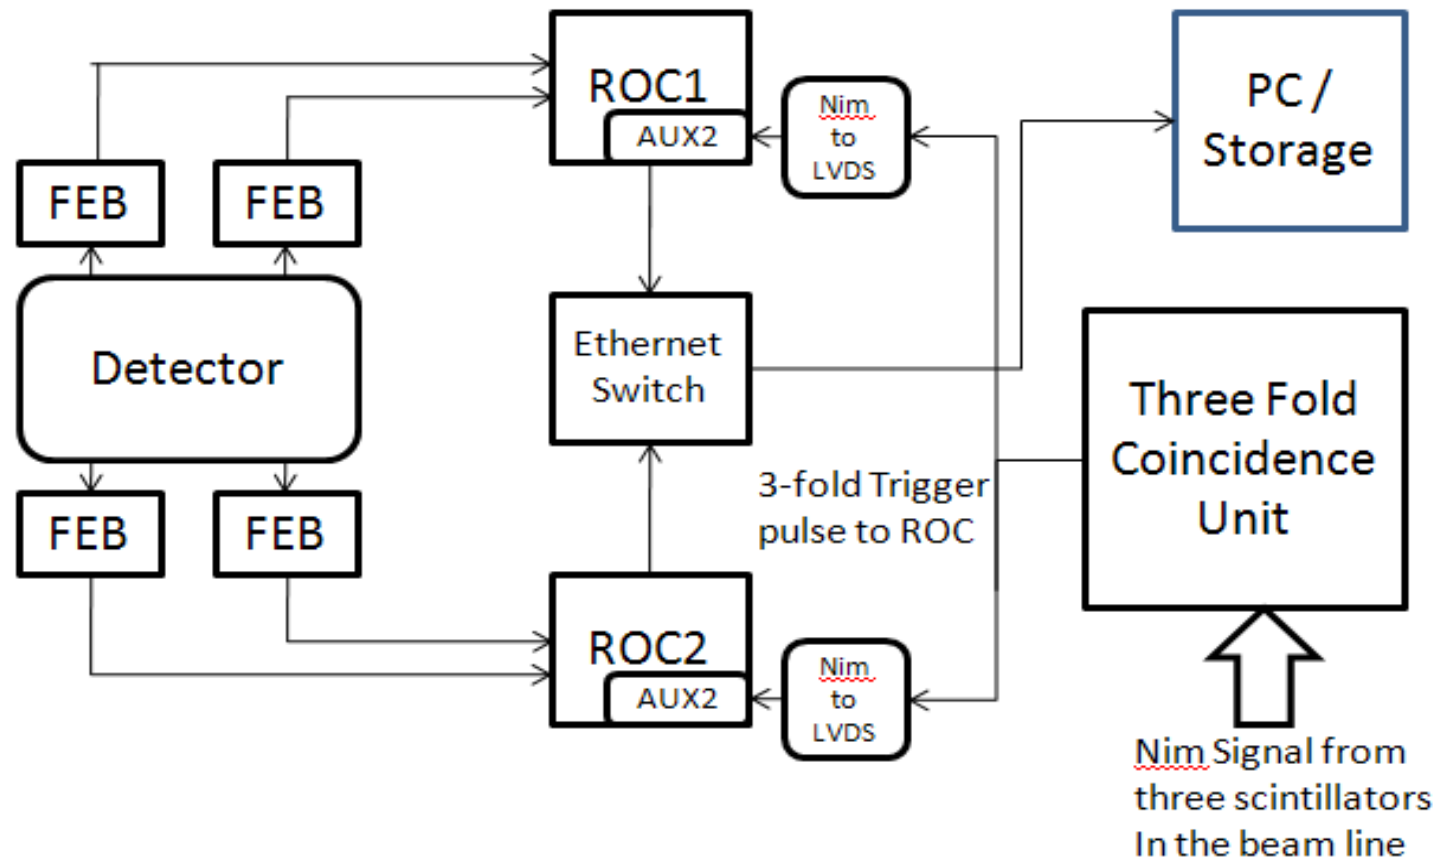 ROC1
AUX2
Nim
to
LVDS
PC /
Storage
FEB
FEB
Detector
Ethernet
Switch
Three Fold
Coincidence
Unit
3-fold Trigger
pulse to ROC
FEB
FEB
ROC2
AUX2
Nim
to
LVDS
Nim Signal from
three scintillators
In the beam line